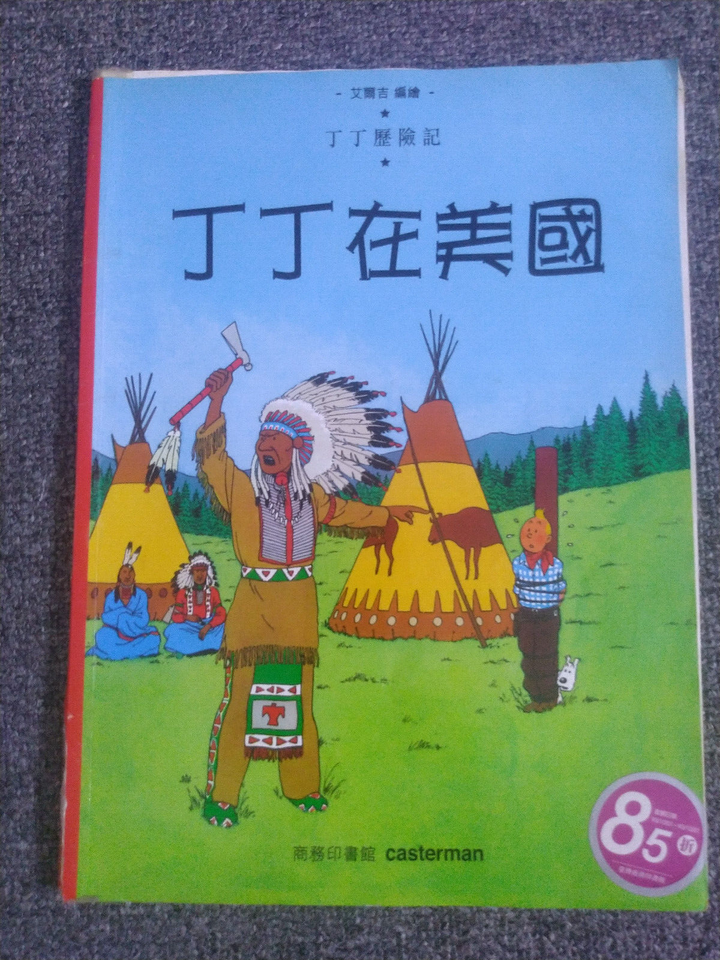 - 艾爾吉 編繪 -
★
丁丁歷險記
★
丁丁在美國
商務印書館 casterman
85折